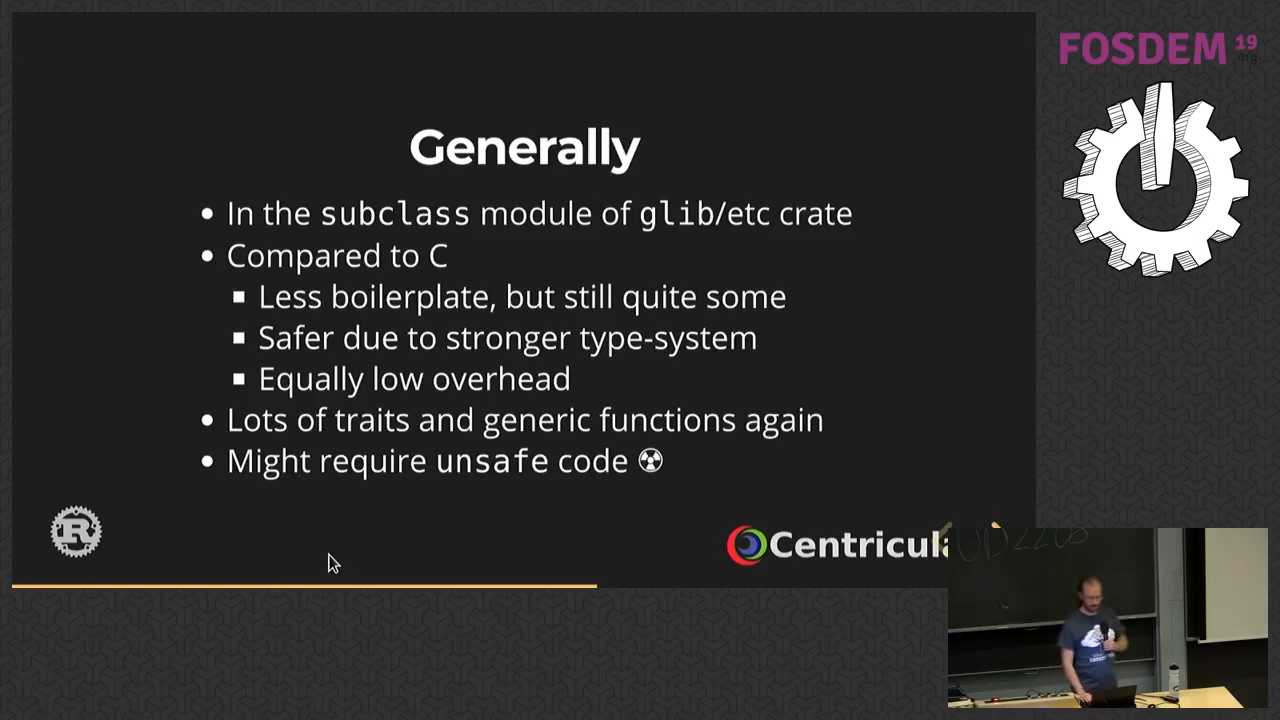 FOSDEM 19
.org
Generally
In the subclass module of glib/etc crate
Compared to C
Less boilerplate, but still quite some
Safer due to stronger type-system
Equally low overhead
Lots of traits and generic functions again
Might require unsafe code ☢
R
Centricula
UD2208